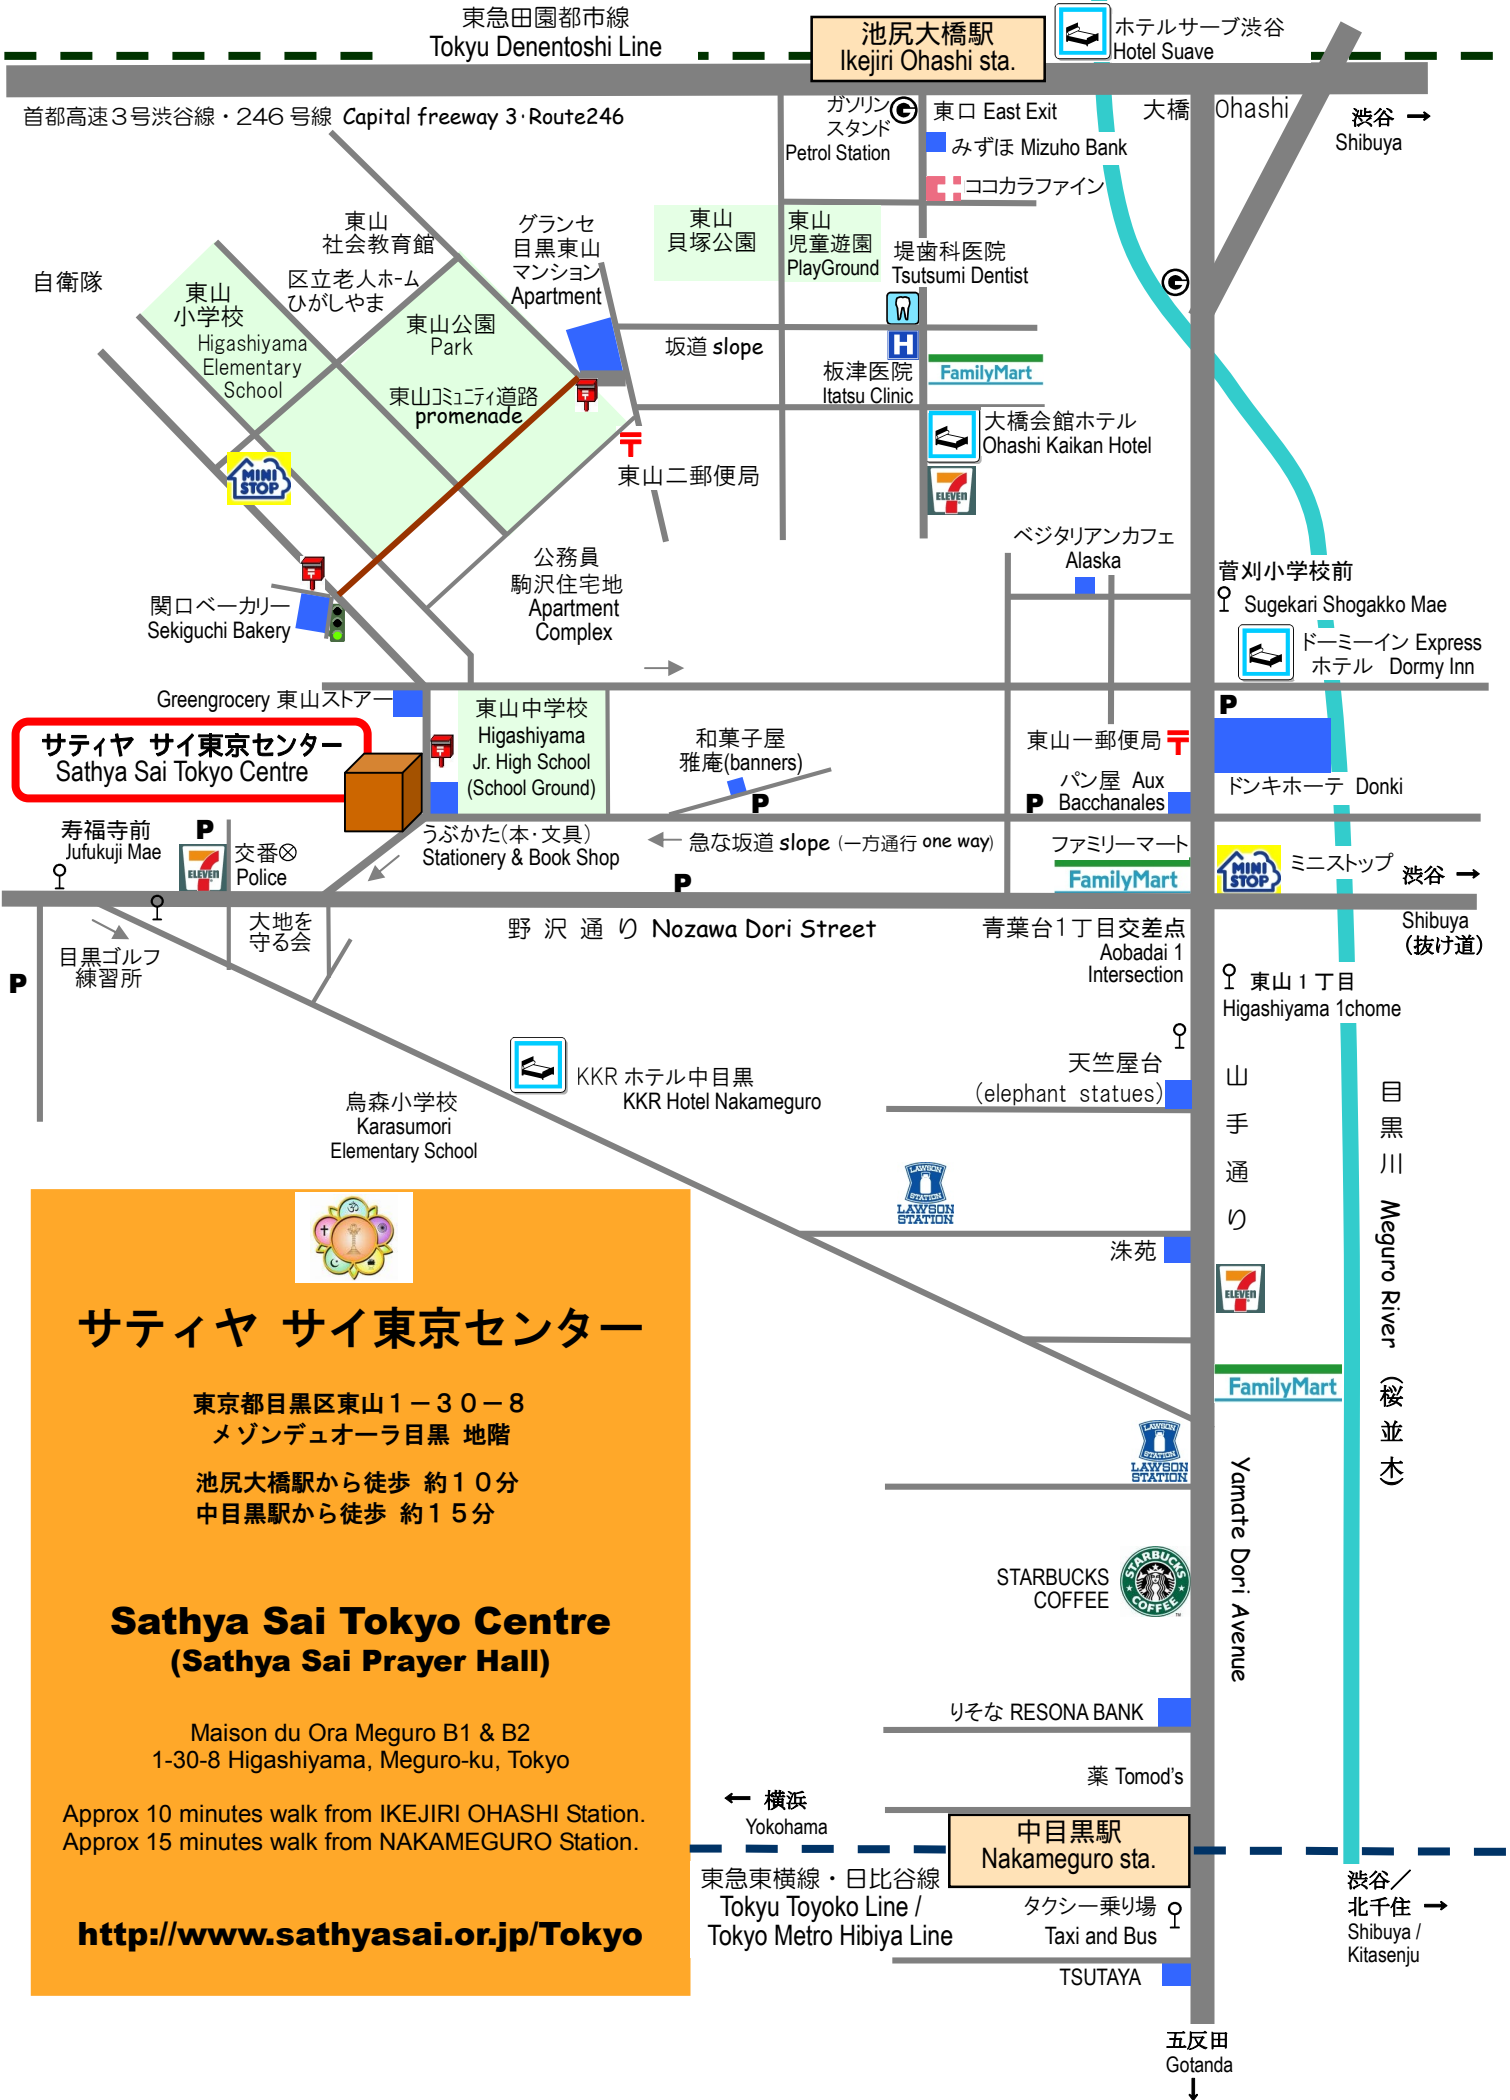 東急田園都市線
Tokyu Denentoshi Line
池尻大橋駅
Ikejiri Ohashi sta.
ホテルサーブ渋谷
Hotel Suave
首都高速3号渋谷線・246 号線 Capital freeway 3・Route246
ガソリン
スタンド
Petrol Station
G
東口 East Exit
みずほ Mizuho Bank
ココカラファイン
大橋 Ohashi
渋谷 →
Shibuya
自衛隊
東山
社会教育館
区立老人ホーム
ひがしやま
グランセ
目黒東山
マンション
Apartment
東山
貝塚公園
東山
児童遊園
PlayGround
堤歯科医院
Tsutsumi Dentist
G
東山
小学校
Higashiyama
Elementary
School
東山公園
Park
東山コミュニティ道路
promenade
坂道 slope
H
板津医院
Itatsu Clinic
FamilyMart
大橋会館ホテル
Ohashi Kaikan Hotel
7
ELEVEN
〒
東山二郵便局
MINI
STOP
公務員
駒沢住宅地
Apartment
Complex
ベジタリアンカフェ
Alaska
菅刈小学校前
Sugekari Shogakko Mae
関口ベーカリー
Sekiguchi Bakery
ドーミーイン Express
ホテル Dormy Inn
Greengrocery 東山ストアー
サティヤ サイ東京センター
Sathya Sai Tokyo Centre
東山中学校
Higashiyama
Jr. High School
(School Ground)
和菓子屋
雅庵(banners)
P
東山一郵便局 〒
P
パン屋 Aux
Bacchanales
P
ドンキホーテ Donki
寿福寺前
Jufukuji Mae
P
7
ELEVEN
交番⊗
Police
うぶかた(本・文具)
Stationery & Book Shop
← 急な坂道 slope (一方通行 one way)
P
ファミリーマート
FamilyMart
MINI
STOP
ミニストップ
渋谷 →
Shibuya
(抜け道)
目黒ゴルフ
練習所
P
大地を
守る会
野 沢 通 り Nozawa Dori Street
青葉台1丁目交差点
Aobadai 1
Intersection
東山1丁目
Higashiyama 1chome
天竺屋台
(elephant statues)
KKR ホテル中目黒
KKR Hotel Nakameguro
烏森小学校
Karasumori
Elementary School
山手通り
目黒川 Meguro River (桜並木)
LAWSON
STATION
LAWSON
STATION
洙苑
7
ELEVEN
FamilyMart
LAWSON
STATION
LAWSON
STATION
Yamate Dori Avenue
STARBUCKS
COFFEE
STARBUCKS
COFFEE
りそな RESONA BANK
薬 Tomod's
← 横浜
Yokohama
中目黒駅
Nakameguro sta.
東急東横線・日比谷線
Tokyu Toyoko Line /
Tokyo Metro Hibiya Line
タクシー乗り場
Taxi and Bus
渋谷／
北千住 →
Shibuya /
Kitasenju
TSUTAYA
五反田
Gotanda
↓
サティヤ サイ東京センター
東京都目黒区東山１－３０－８
メゾンデュオーラ目黒 地階
池尻大橋駅から徒歩 約１０分
中目黒駅から徒歩 約１５分
Sathya Sai Tokyo Centre
(Sathya Sai Prayer Hall)
Maison du Ora Meguro B1 & B2
1-30-8 Higashiyama, Meguro-ku, Tokyo
Approx 10 minutes walk from IKEJIRI OHASHI Station.
Approx 15 minutes walk from NAKAMEGURO Station.
http://www.sathyasai.or.jp/Tokyo